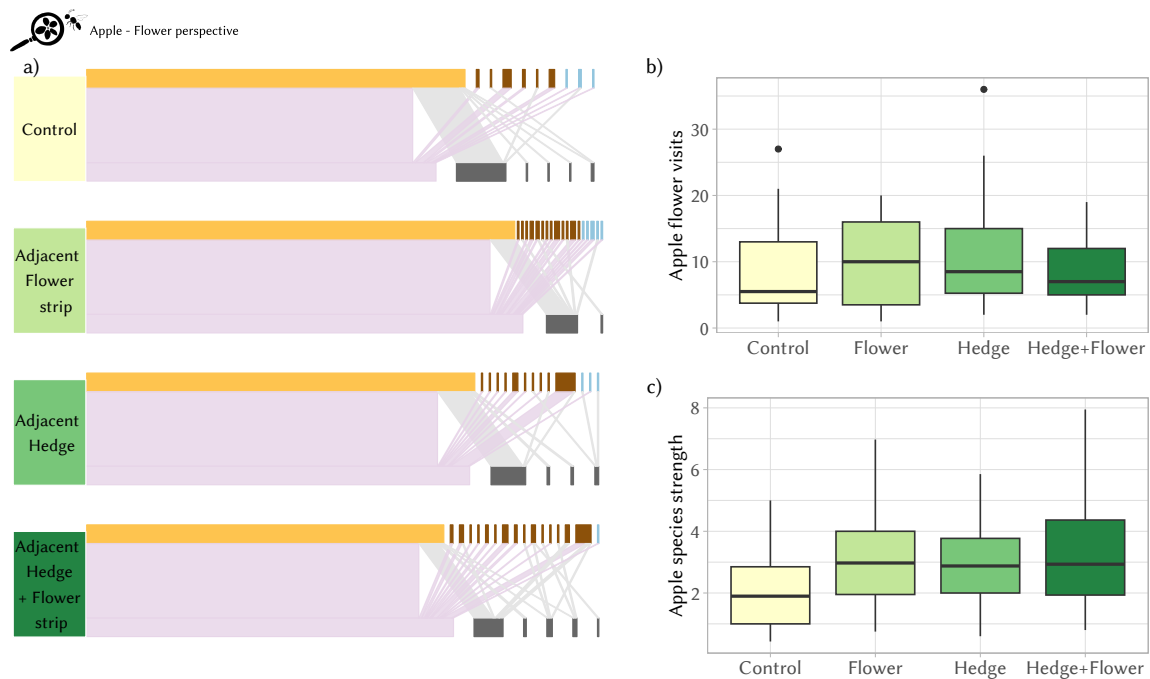 Apple - Flower perspective
a)
Control
Adjacent
Flower
strip
Adjacent
Hedge
Adjacent
Hedge
+ Flower
strip
b)
Apple flower visits
30
20
10
0
Control
Flower
Hedge
Hedge+Flower
c)
Apple species strength
8
6
4
2
Control
Flower
Hedge
Hedge+Flower